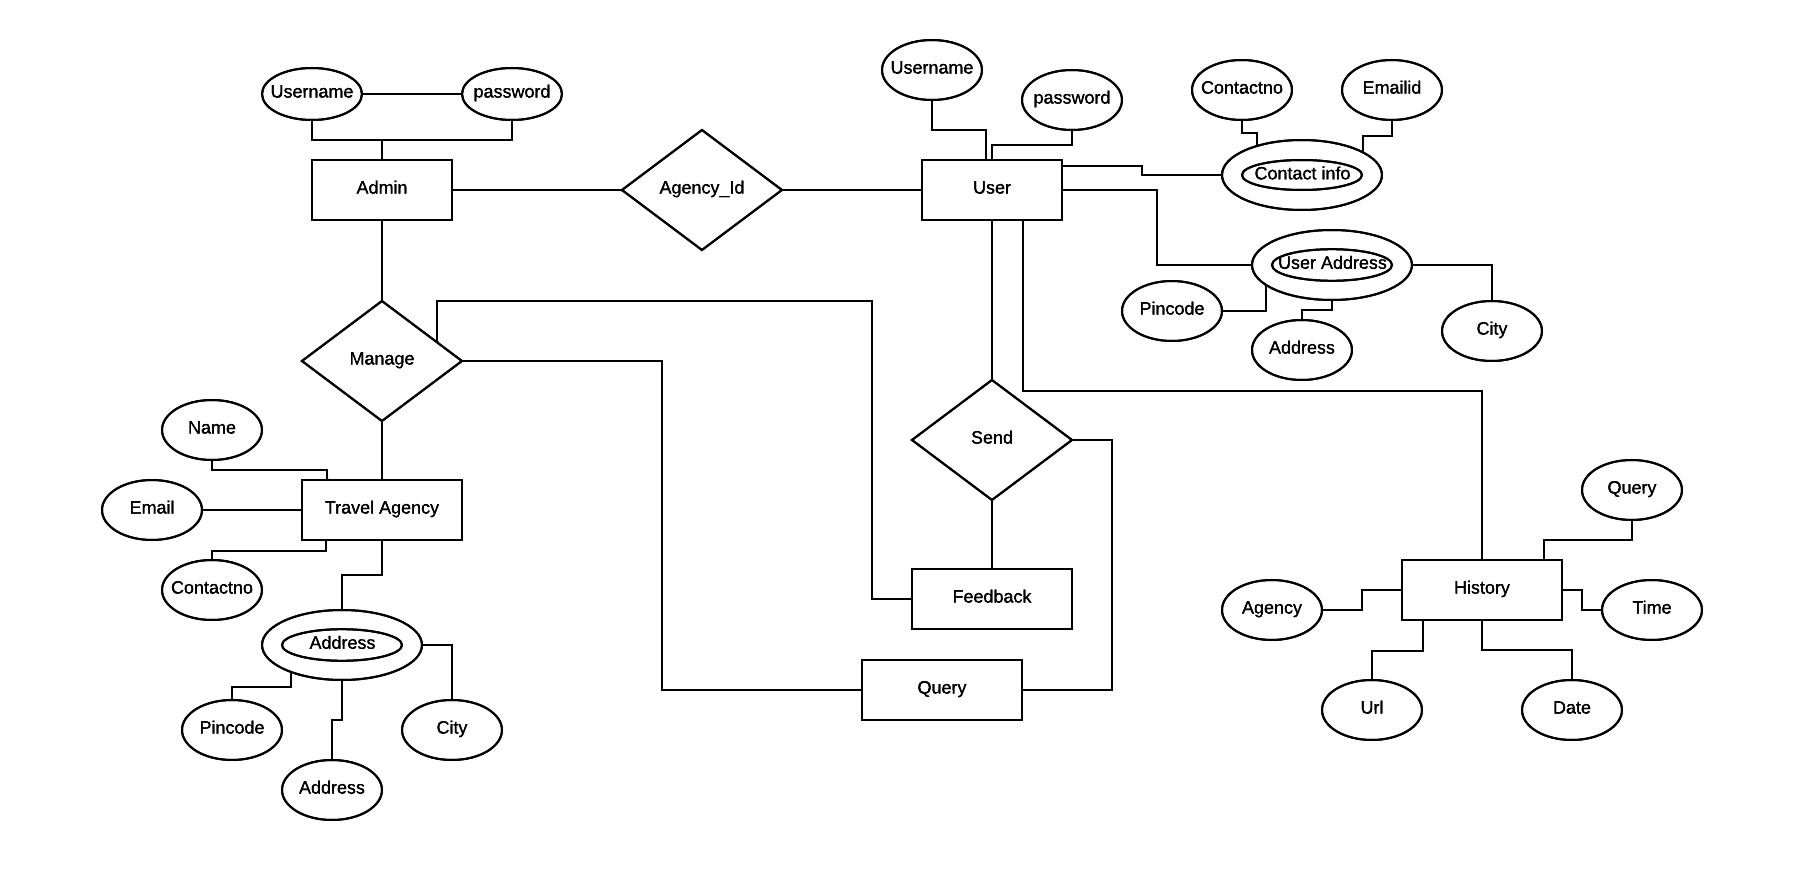 Username
password
Username
password
Contactno
Emailid
Admin
Agency_Id
User
Contact info
User Address
Pincode
Address
City
Manage
Name
Email
Travel Agency
Contactno
Send
Query
Feedback
History
Agency
Time
Address
Query
Url
Date
Pincode
City
Address